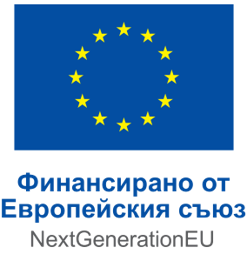 Финансирано от
Европейския съюз
NextGenerationEU